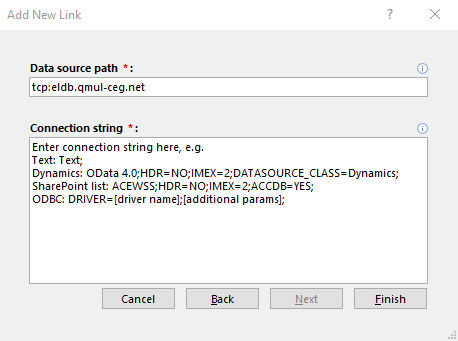 Add New Link
?
Data source path *:
tcp:eldb.qmul-ceg.net
Connection string *:
Enter connection string here, e.g.
Text: Text;
Dynamics: OData 4.0;HDR=NO;IMEX=2;DATASOURCE_CLASS=Dynamics;
SharePoint list: ACEWSS;HDR=NO;IMEX=2;ACCDB=YES;
ODBC: DRIVER=[driver name];[additional params];
Cancel Back Next Finish